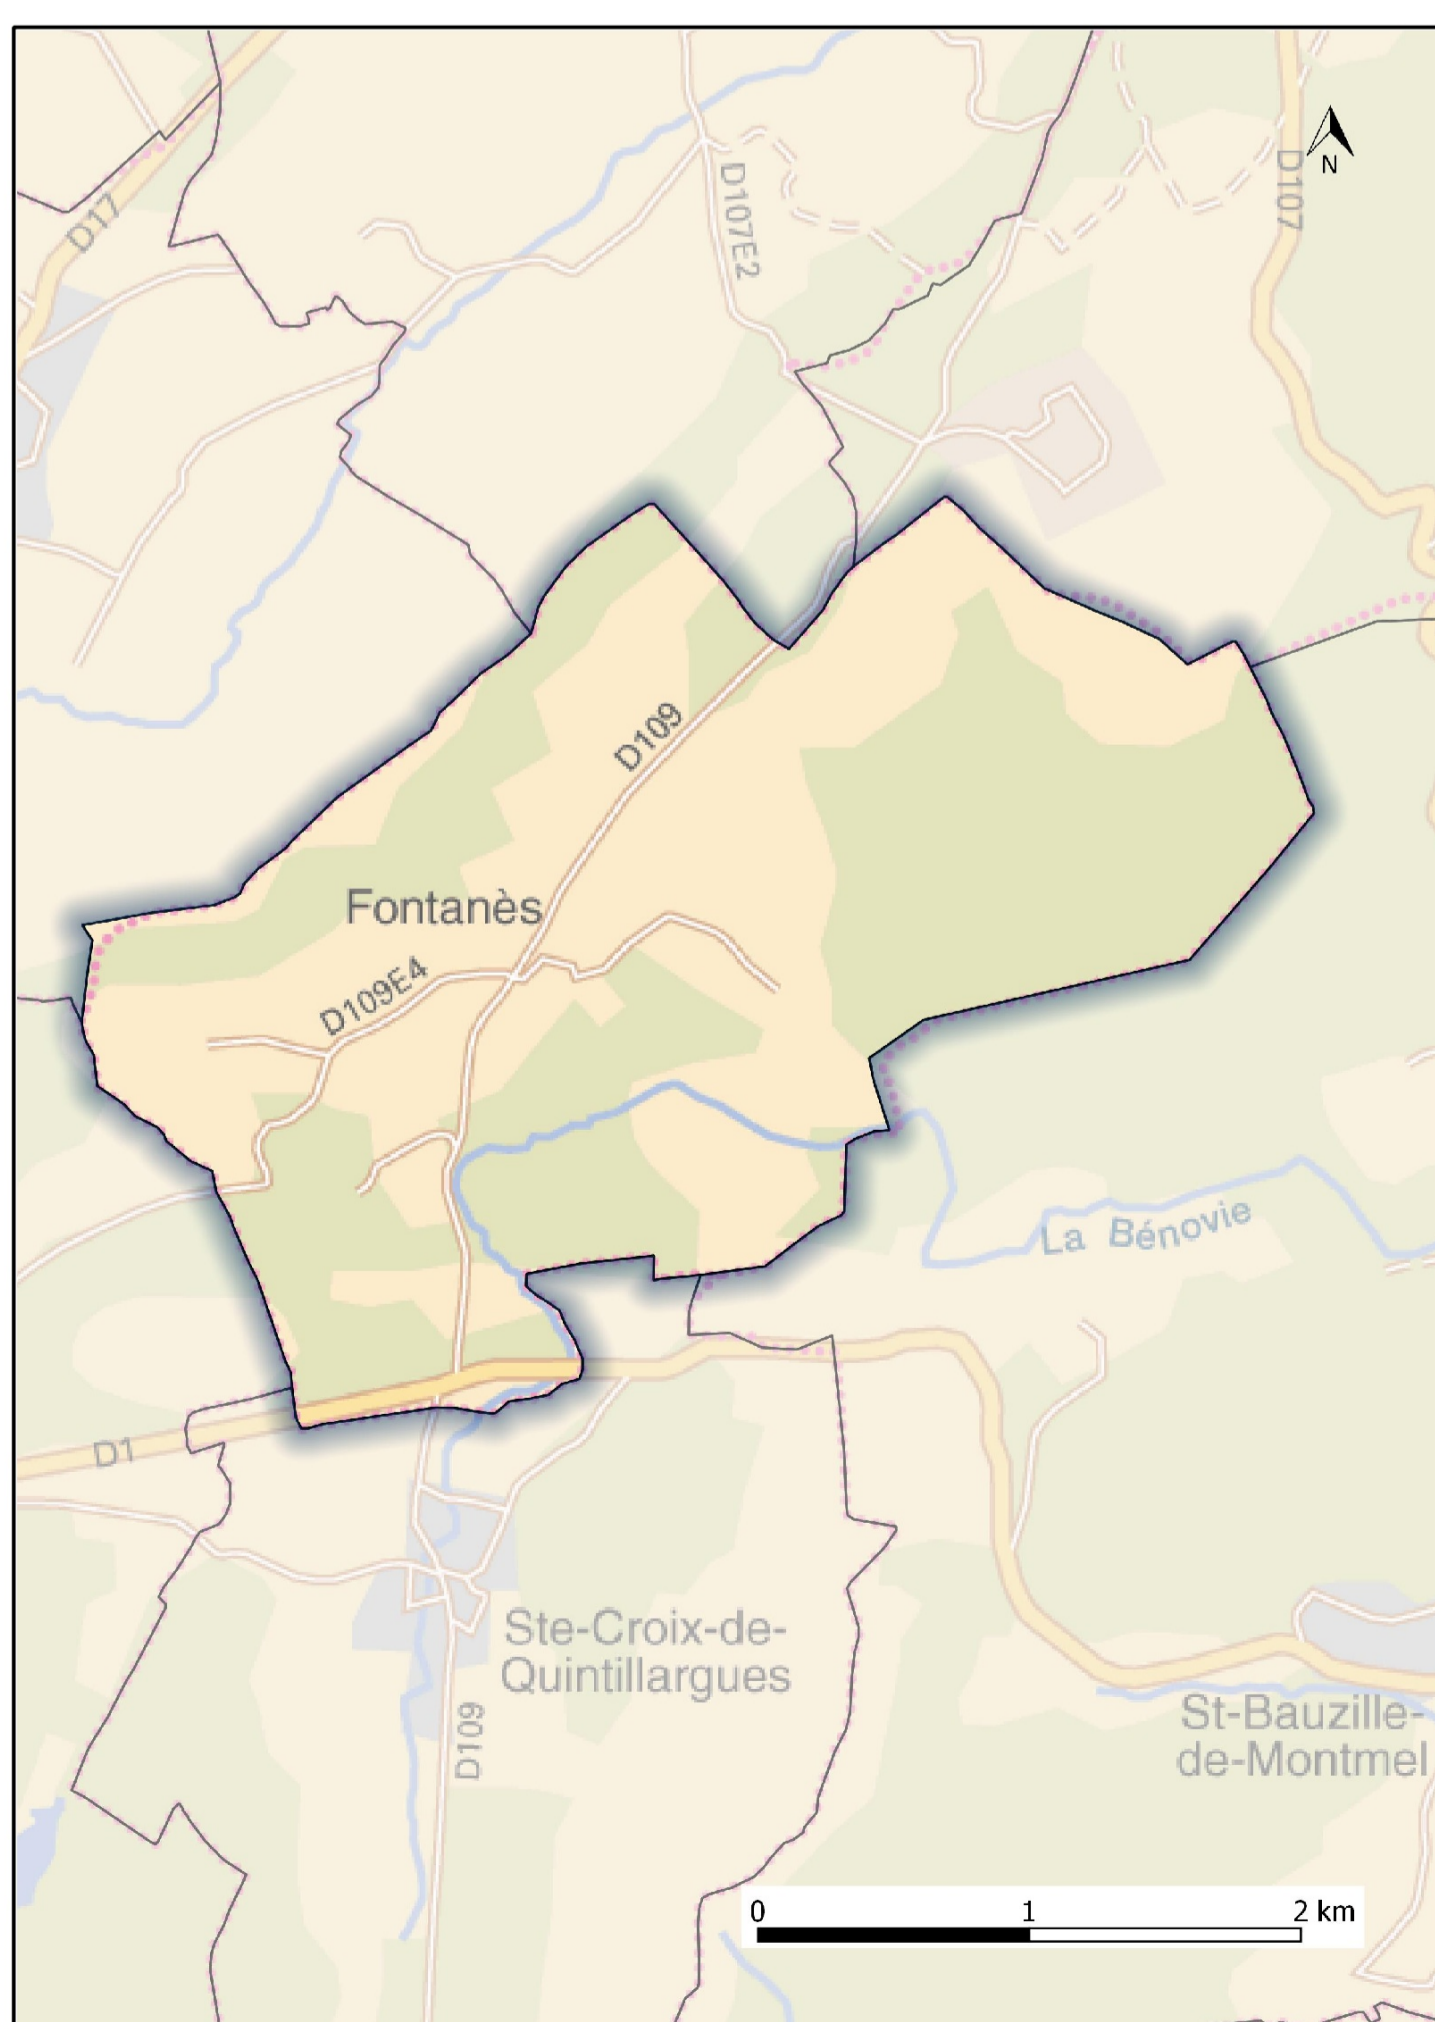 N
D17
D107E2
D107
D109
Fontanès
D109E4
La Bénovie
D1
Ste-Croix-de-
Quintillargues
D109
St-Bauzille-
de-Montmel
0 1 2 km